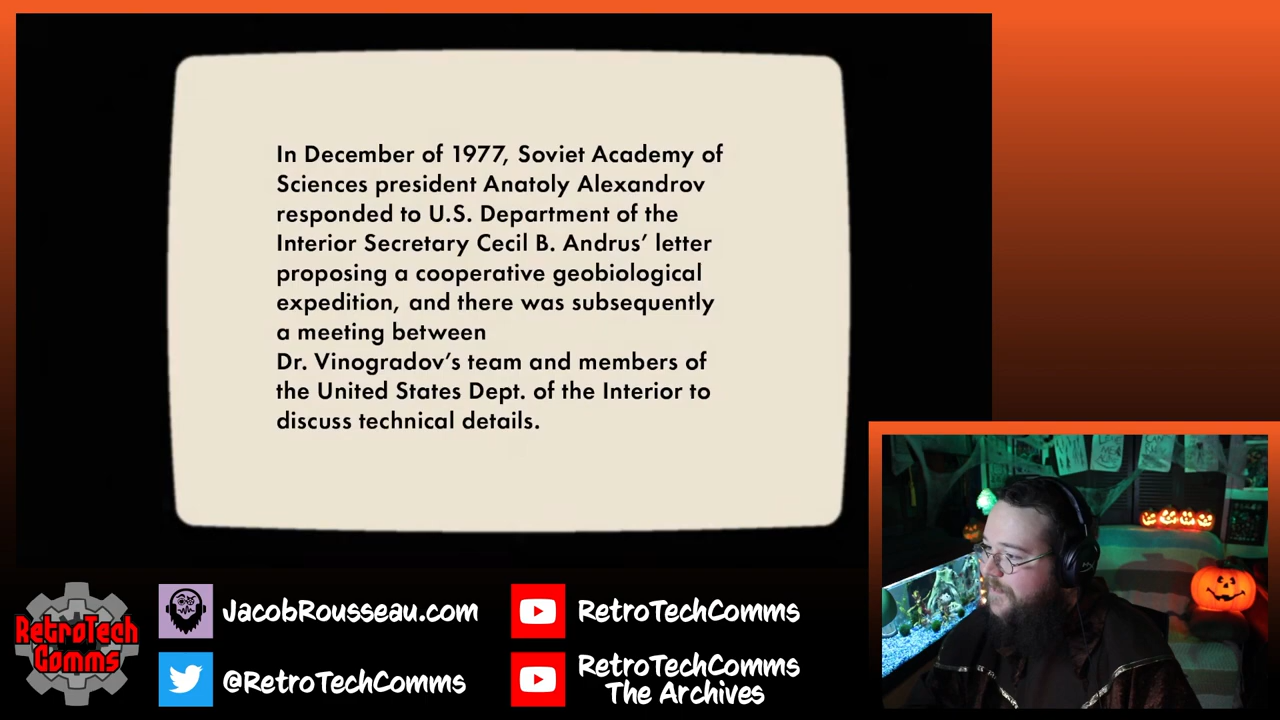 In December of 1977, Soviet Academy of
Sciences president Anatoly Alexandrov
responded to U.S. Department of the
Interior Secretary Cecil B. Andrus’ letter
proposing a cooperative geobiological
expedition, and there was subsequently
a meeting between
Dr. Vinogradov’s team and members of
the United States Dept. of the Interior to
discuss technical details.
RetroTech
Comms
JacobRousseau.com
@RetroTechComms
RetroTechComms
RetroTechComms
The Archives